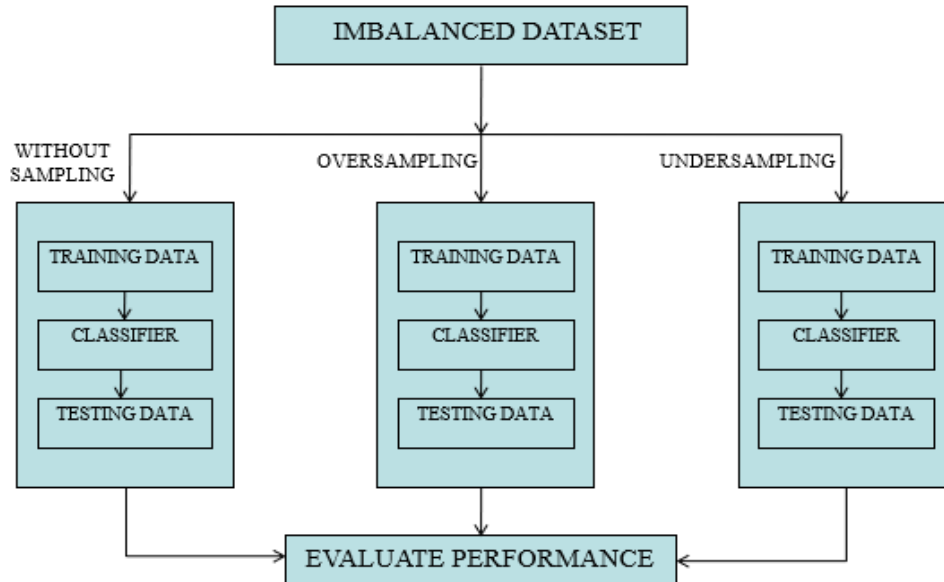 IMBALANCED DATASET
WITHOUT
SAMPLING
OVERSAMPLING
UNDERSAMPLING
TRAINING DATA
CLASSIFIER
TESTING DATA
TRAINING DATA
CLASSIFIER
TESTING DATA
TRAINING DATA
CLASSIFIER
TESTING DATA
EVALUATE PERFORMANCE